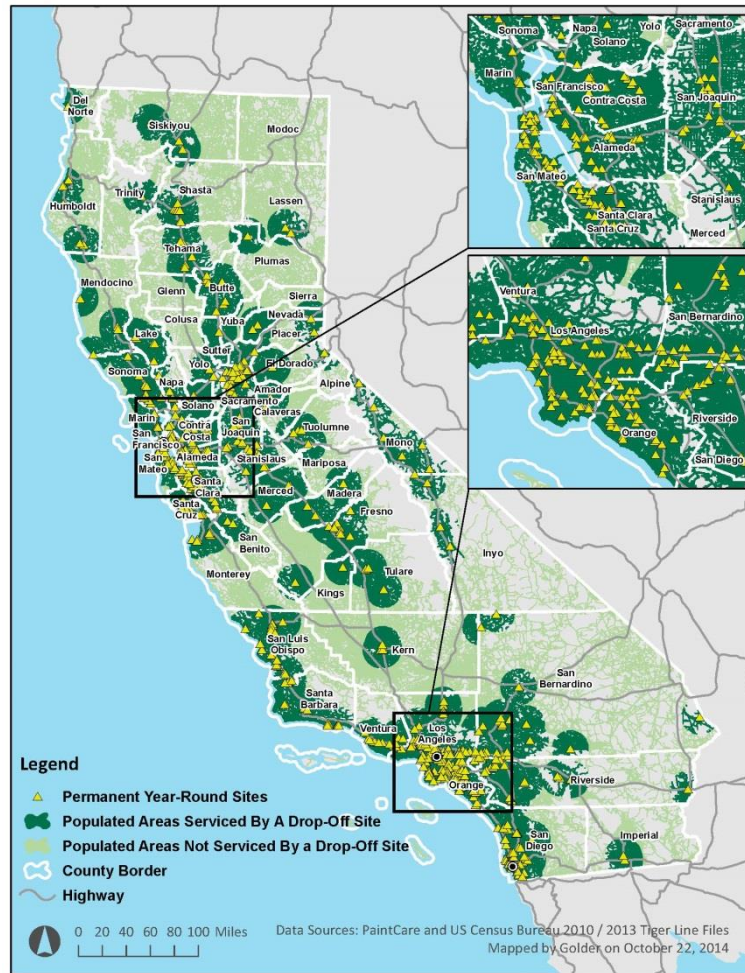 Del
Norte
Siskiyou
Modoc
Humboldt
Trinity
Shasta
Lassen
Tehama
Plumas
Mendocino
Glenn
Butte
Sierra
Colusa
Yuba
Nevada
Placer
Lake
Sutter
Yolo
El Dorado
Sonoma
Napa
Amador
Alpine
Solano
Sacramento
Calaveras
Marin
Contra
Costa
San
Joaquin
Tuolumne
Mono
San
Francisco
Alameda
Stanislaus
Mariposa
San
Mateo
Santa
Clara
Merced
Madera
Santa
Cruz
Fresno
San
Benito
Inyo
Monterey
Kings
Tulare
San Luis
Obispo
Kern
San
Bernardino
Santa
Barbara
Ventura
Los
Angeles
Orange
Riverside
San
Diego
Imperial
Sonoma
Napa
Yolo
Sacramento
Solano
Marin
San Francisco
Contra Costa
San
Joaquin
Alameda
San Mateo
Stanislaus
Santa Clara
Santa Cruz
Merced
Ventura
Los Angeles
San
Bernardino
Riverside
Orange
San Diego
Legend
Permanent Year-Round Sites
Populated Areas Serviced By A Drop-Off Site
Populated Areas Not Serviced By a Drop-Off Site
County Border
Highway
0 20 40 60 80 100 Miles
Data Sources: PaintCare and US Census Bureau 2010 / 2013 Tiger Line Files
Mapped by Golder on October 22, 2014